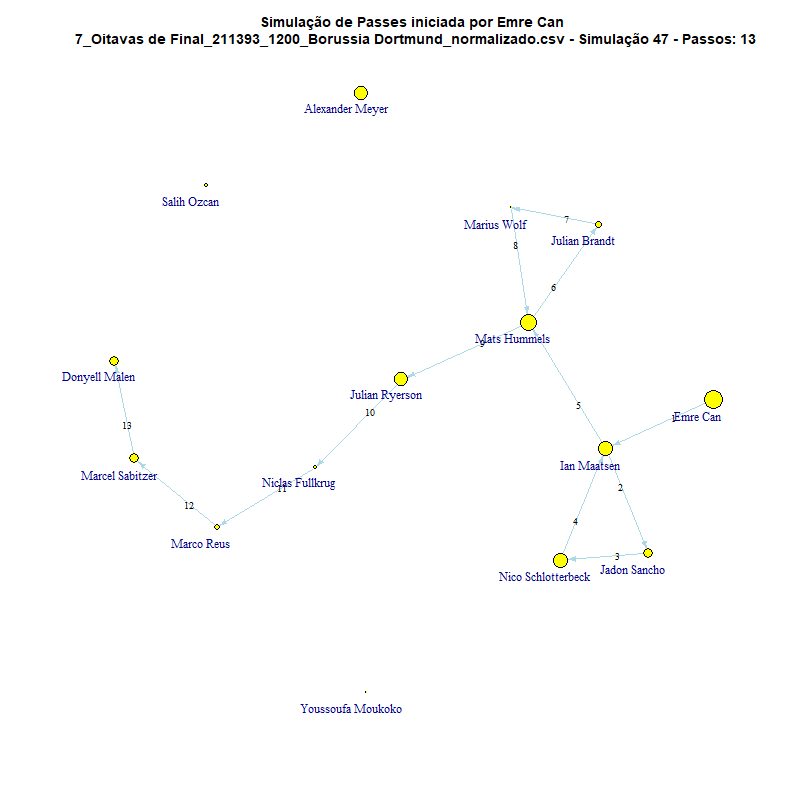 Simulação de Passes iniciada por Emre Can
7_Oitavas de Final_211393_1200_Borussia Dortmund_normalizado.csv - Simulação 47 - Passos: 13
Alexander Meyer
Salih Ozcan
7
Marius Wolf
Julian Brandt
8
6
Mats Hummels
9
Donyell Malen
Julian Ryerson
5
10
Emre Can
1
13
Ian Maatsen
Marcel Sabitzer
Niclas Fullkrug
11
2
12
4
Marco Reus
3
Nico Schlotterbeck
Jadon Sancho
Youssoufa Moukoko